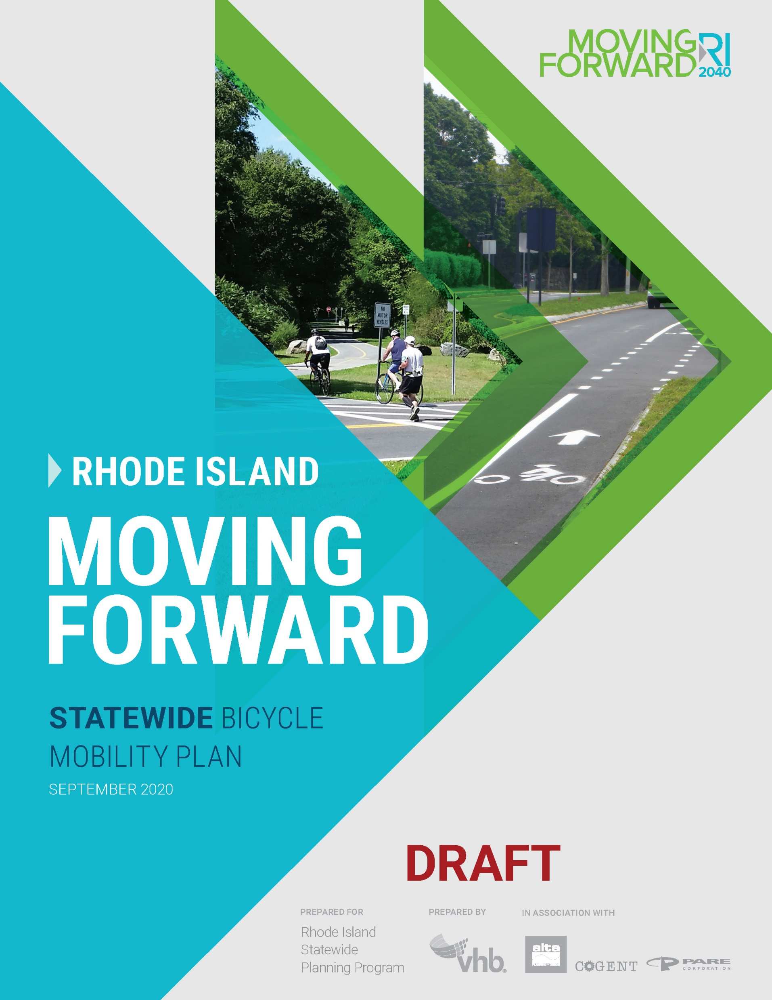 MOVING
FORWARD RI
2040
NO
MOTOR
VEHICLES
KEEP
RHODE ISLAND
MOVING
FORWARD
STATEWIDE BICYCLE
MOBILITY PLAN
SEPTEMBER 2020
DRAFT
PREPARED FOR
Rhode Island
Statewide
Planning Program
PREPARED BY
vhb
IN ASSOCIATION WITH
alta
COGENT
PARE
CORPORATION